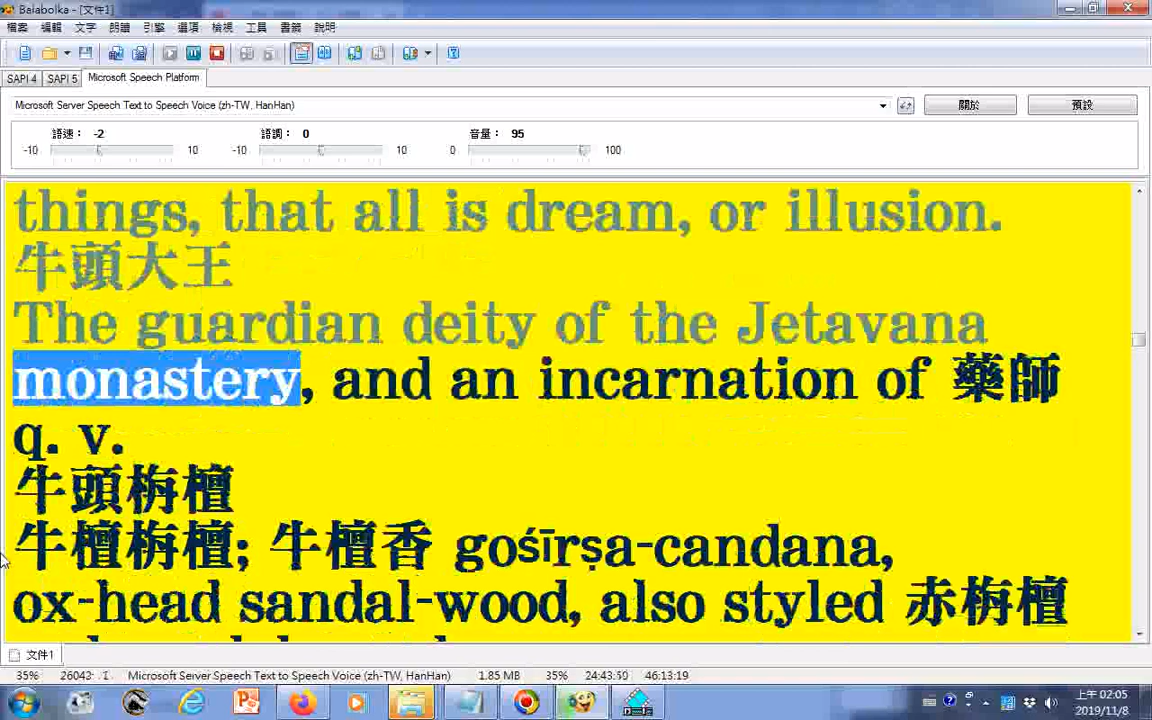 Balabolka - [文件1]
檔案 編輯 文字 朗讀 引擎 選項 檢視 工具 書籤 說明
SAPI 4 SAPI 5 Microsoft Speech Platform
Microsoft Server Speech Text to Speech Voice (zh-TW, HanHan) 關於 預設
語速： -2 語調： 0 音量： 95
-10 10 -10 10 0 100
things, that all is dream, or illusion.
牛頭大王
The guardian deity of the Jetavana
monastery, and an incarnation of 藥師
q. v.
牛頭栴檀
牛檀栴檀; 牛檀香 gośīrṣa-candana,
ox-head sandal-wood, also styled 赤栴檀
文件1
35% Microsoft Server Speech Text to Speech Voice (zh-TW, HanHan) 1.85 MB 35% 24:43:50 46:13:19
上午 02:05
2019/11/8